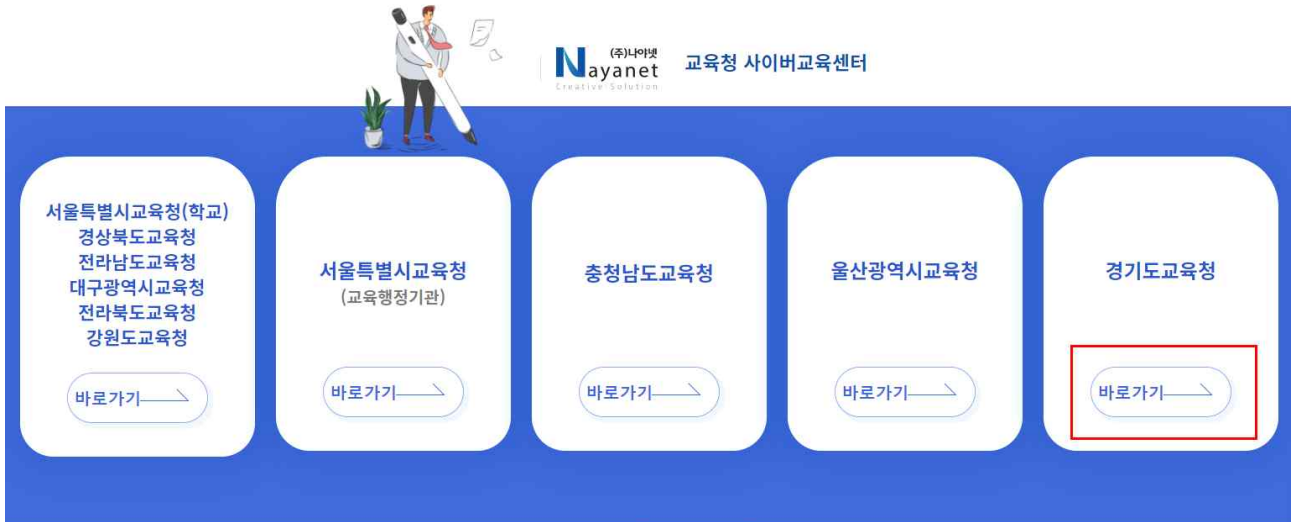 (주)나야넷
Nayanet
Creative Solution
교육청 사이버교육센터
서울특별시교육청(학교)
경상북도교육청
전라남도교육청
대구광역시교육청
전라북도교육청
강원도교육청
바로가기
서울특별시교육청
(교육행정기관)
바로가기
충청남도교육청
바로가기
울산광역시교육청
바로가기
경기도교육청
바로가기